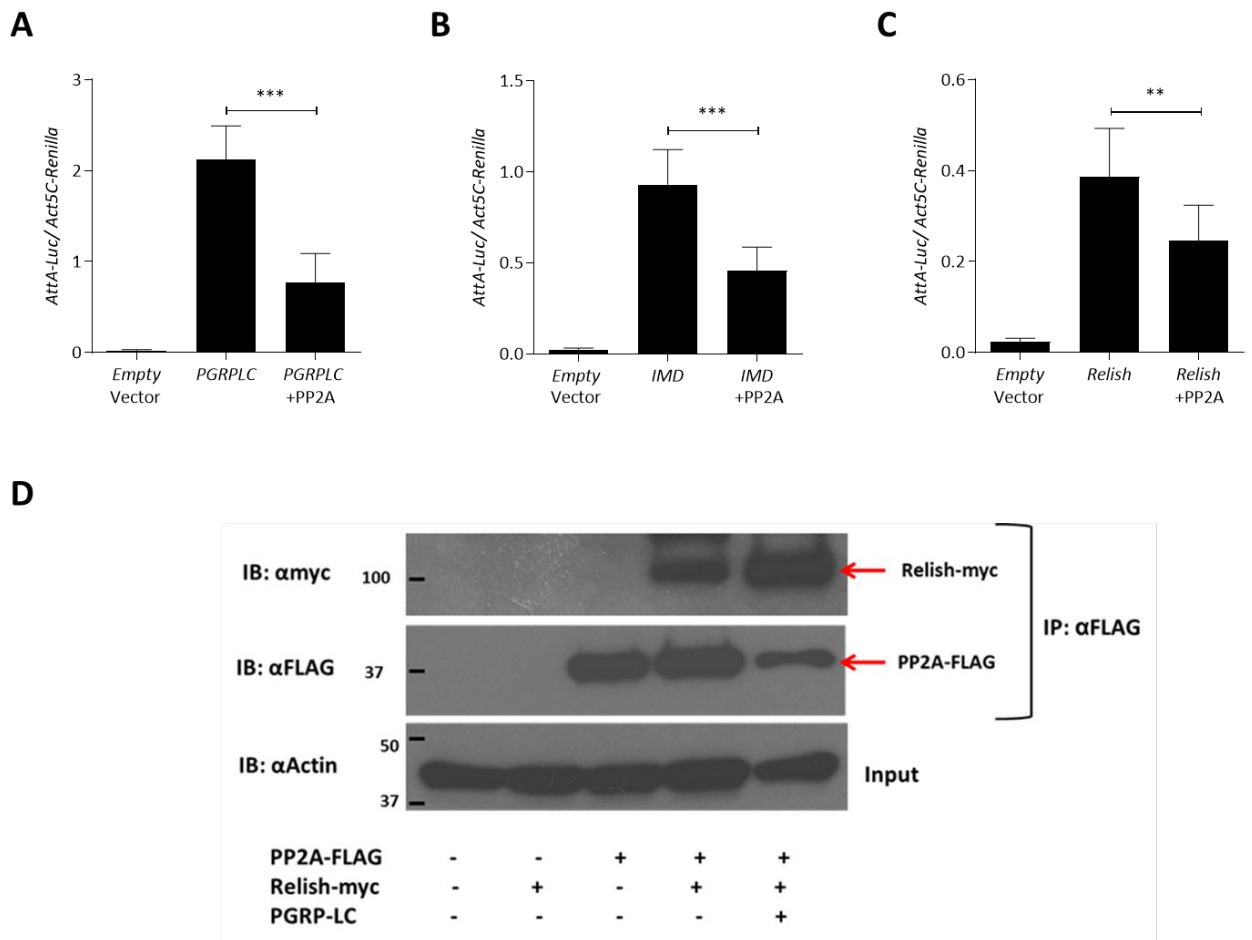 A
3
2
1
0
AttA-Luc/ Act5C-Renilla
***
Empty
Vector
PGRPLC
PGRPLC
+PP2A
B
1.5
1.0
0.5
0.0
AttA-Luc/ Act5C-Renilla
***
Empty
Vector
IMD
IMD
+PP2A
C
0.6
0.4
0.2
0.0
AttA-Luc/ Act5C-Renilla
**
Empty
Vector
Relish
Relish
+PP2A
D
IB: αmyc 100 Relish-myc
IP: αFLAG
IB: αFLAG 37 PP2A-FLAG
50
IB: αActin Input
37
PP2A-FLAG - - + + +
Relish-myc - + - + +
PGRP-LC - - - - +